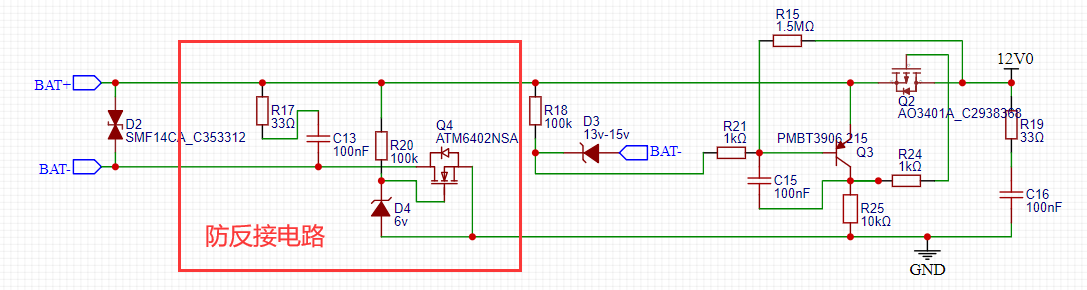 R15
1.5MΩ
12V0
BAT+
Q2
AO3401A_C2938368
R17
33Ω
R18
100k
D2
SMF14CA_C353312
C13
100nF
Q4
ATM6402NSA
D3
13v-15v
R21
1kΩ
PMBT3906,215
Q3
R19
33Ω
R20
100k
BAT-
BAT-
R24
1kΩ
C15
100nF
C16
100nF
D4
6v
R25
10kΩ
防反接电路
GND